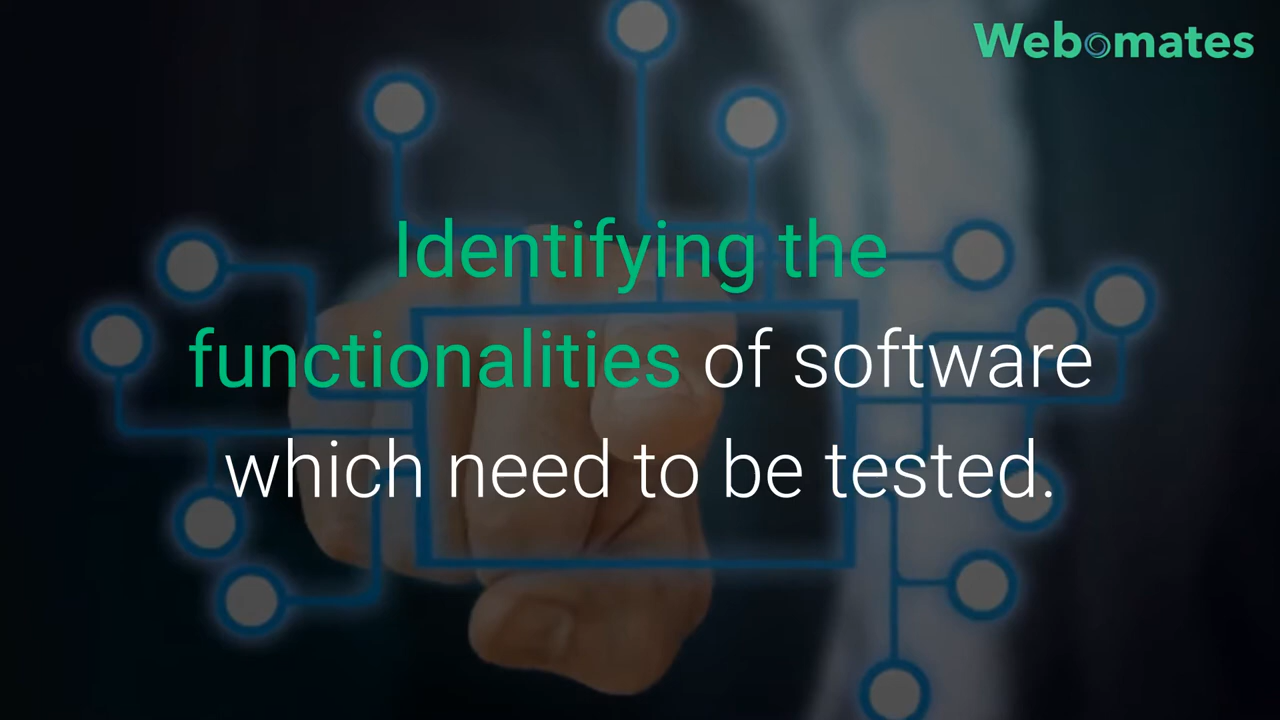 Webomates
Identifying the
functionalities of software
which need to be tested.